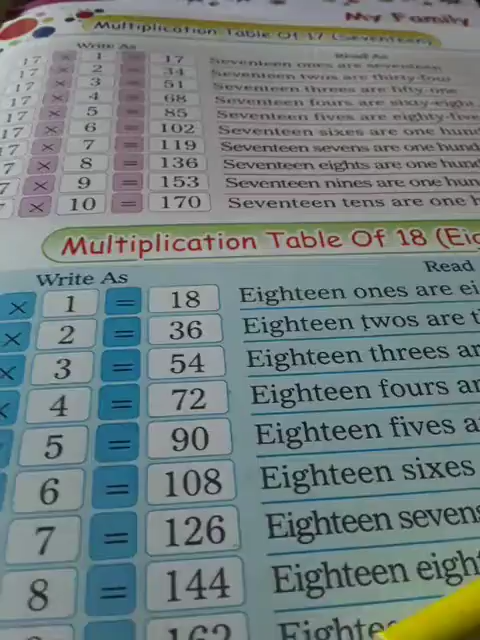 My Family
Multiplication Table Of 17 (Seventeen)
Write As Read As
17 × 1 = 17 Seventeen ones are seventeen
17 × 2 = 34 Seventeen twos are thirty-four
17 × 3 = 51 Seventeen threes are fifty-one
17 × 4 = 68 Seventeen fours are sixty-eight
17 × 5 = 85 Seventeen fives are eighty-five
17 × 6 = 102 Seventeen sixes are one hund
7 × 7 = 119 Seventeen sevens are one hund
7 × 8 = 136 Seventeen eights are one hund
7 × 9 = 153 Seventeen nines are one hun
× 10 = 170 Seventeen tens are one h
Multiplication Table Of 18 (Eig
Write As Read
× 1 = 18 Eighteen ones are ei
× 2 = 36 Eighteen twos are t
× 3 = 54 Eighteen threes ar
× 4 = 72 Eighteen fours ar
5 = 90 Eighteen fives a
6 = 108 Eighteen sixes
7 = 126 Eighteen sevens
8 = 144 Eighteen eigh
162 Eightee